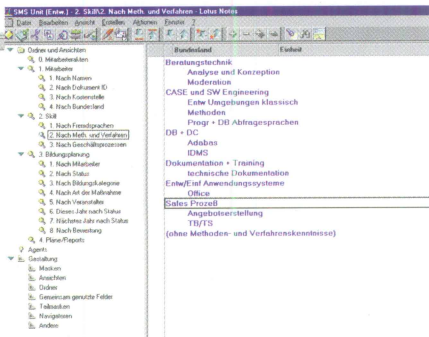 SMS Unit (Entw.) - 2. Skill\2. Nach Meth. und Verfahren - Lotus Notes
Datei Bearbeiten Ansicht Erstellen Aktionen Fenster ?
Ordner und Ansichten
0. Mitarbeiterakten
1. Mitarbeiter
1. Nach Namen
2. Nach Dokument ID
3. Nach Kostenstelle
4. Nach Bundesland
2. Skill
1. Nach Fremdsprachen
2. Nach Meth. und Verfahren
3. Nach Geschäftsprozessen
3. Bildungsplanung
1. Nach Mitarbeiter
2. Nach Status
3. Nach Bildungskategorie
4. Nach Art der Maßnahme
5. Nach Veranstalter
6. Dieses Jahr nach Status
7. Nächstes Jahr nach Status
8. Nach Bewertung
4. Pläne/Reports
Agents
Gestaltung
Masken
Ansichten
Ordner
Gemeinsam genutzte Felder
Teilmasken
Navigatoren
Andere
Bundesland Einheit
Beratungstechnik
Analyse und Konzeption
Moderation
CASE und SW Engineering
Entw Umgebungen klassisch
Methoden
Progr + DB Abfragesprachen
DB + DC
Adabas
IDMS
Dokumentation + Training
technische Dokumentation
Entw/Einf Anwendungssysteme
Office
Sales Prozeß
Angebotserstellung
TB/TS
(ohne Methoden- und Verfahrenskenntnisse)